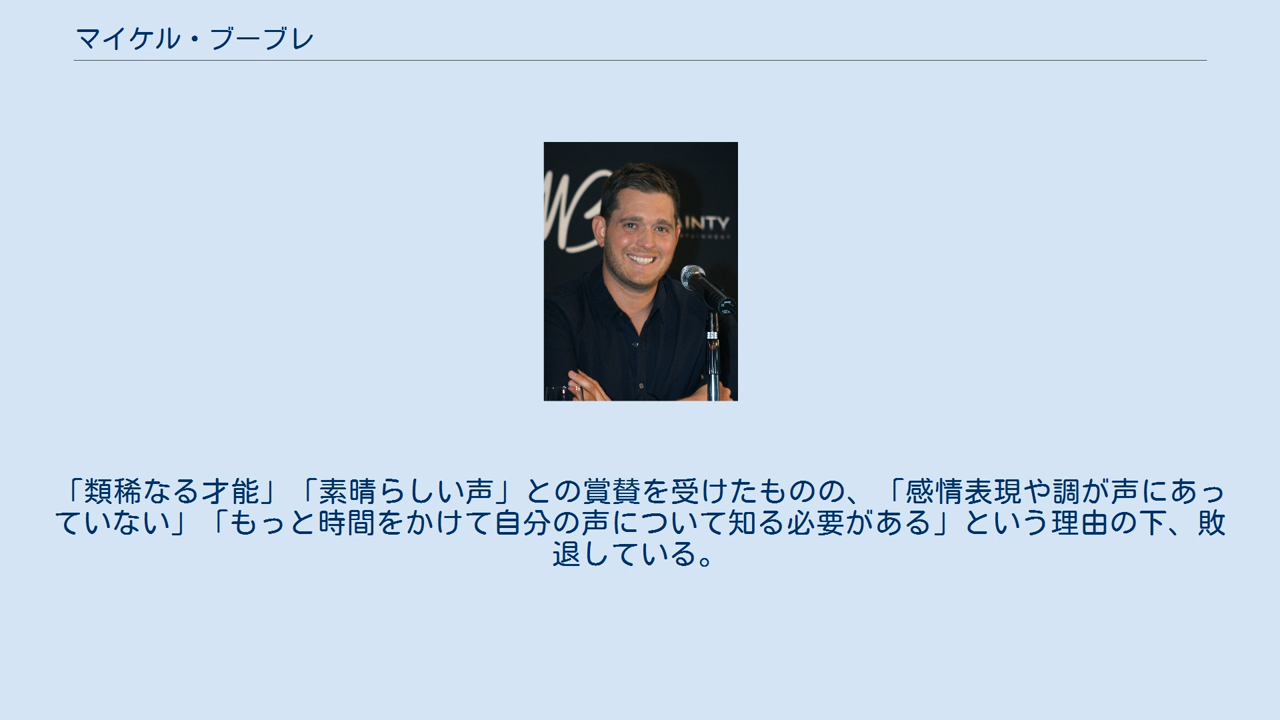 マイケル・ブーブレ
AINTY
「類稀なる才能」「素晴らしい声」との賞賛を受けたものの、「感情表現や調が声にあっ
ていない」「もっと時間をかけて自分の声について知る必要がある」という理由の下、敗
退している。